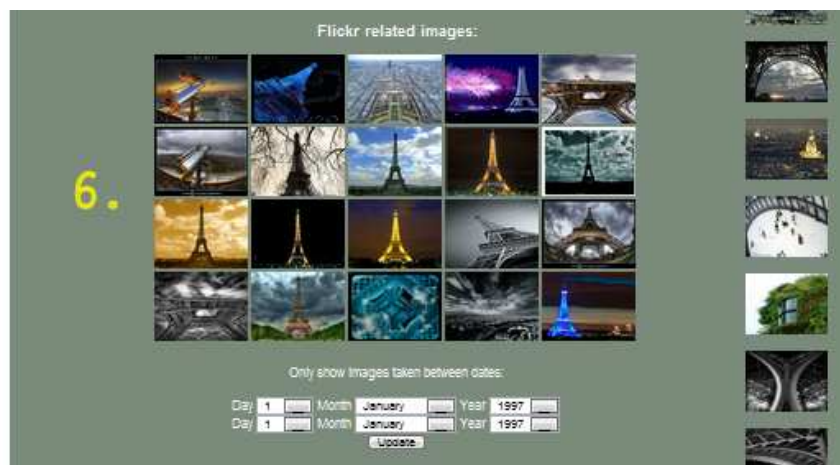 Flickr related images:
6.
Only show images taken between dates:
Day 1 Month January Year 1997
Day 1 Month January Year 1997
Update